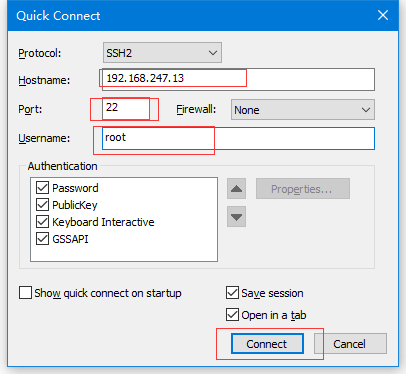 Quick Connect
Protocol: SSH2
Hostname: 192.168.247.13
Port: 22 Firewall: None
Username: root
Authentication
Password
PublicKey
Keyboard Interactive
GSSAPI
Properties...
Show quick connect on startup
Save session
Open in a tab
Connect Cancel